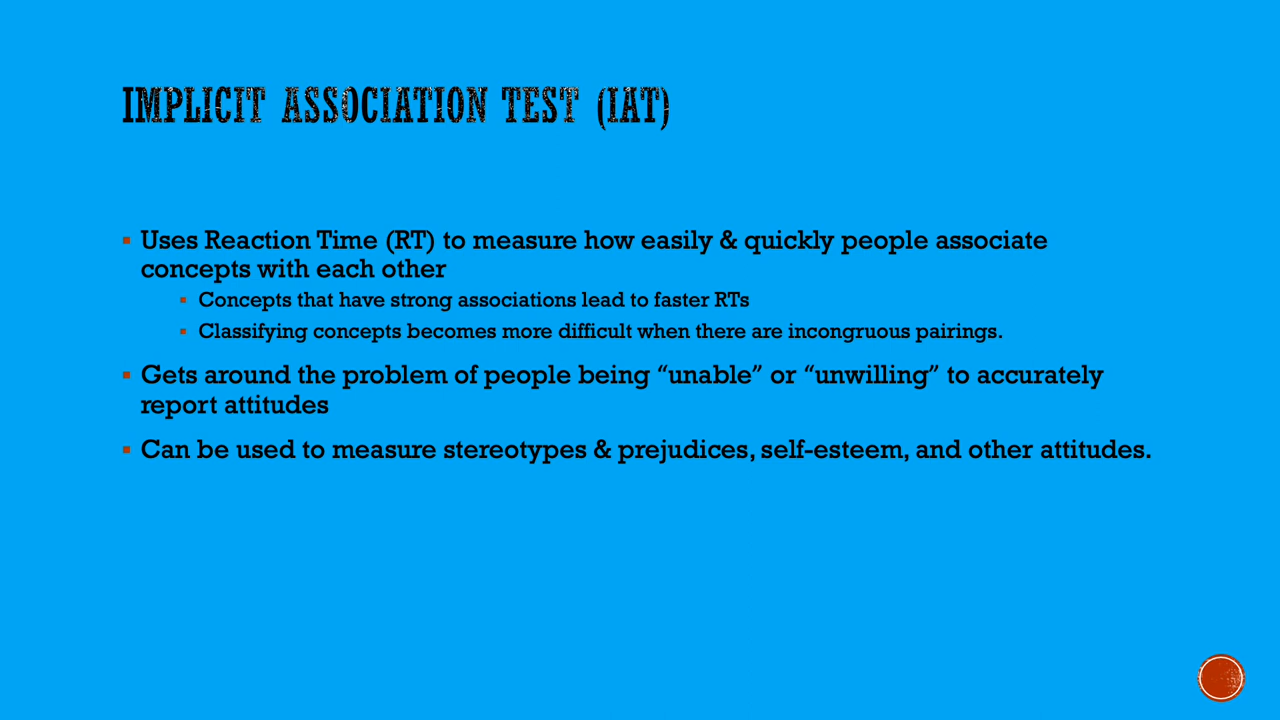 IMPLICIT ASSOCIATION TEST (IAT)
Uses Reaction Time (RT) to measure how easily & quickly people associate
concepts with each other
Concepts that have strong associations lead to faster RTs
Classifying concepts becomes more difficult when there are incongruous pairings.
Gets around the problem of people being “unable” or “unwilling” to accurately
report attitudes
Can be used to measure stereotypes & prejudices, self-esteem, and other attitudes.